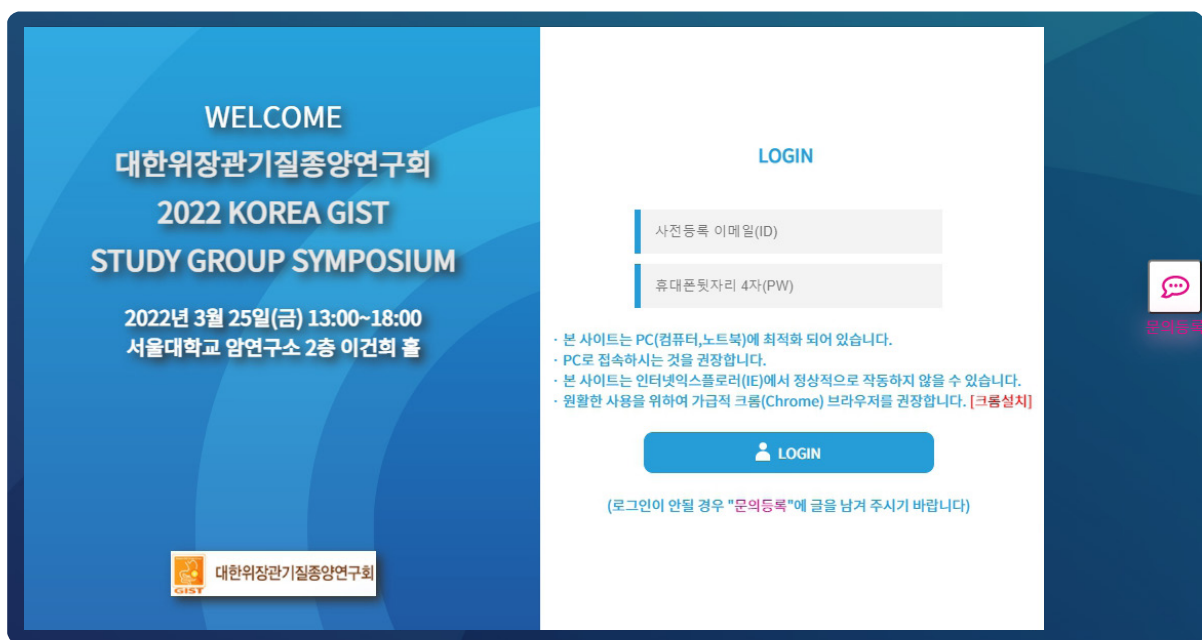 WELCOME
대한위장관기질종양연구회
2022 KOREA GIST
STUDY GROUP SYMPOSIUM
2022년 3월 25일(금) 13:00~18:00
서울대학교 암연구소 2층 이건희 홀
GIST
대한위장관기질종양연구회
LOGIN
사전등록 이메일(ID)
휴대폰뒷자리 4자(PW)
· 본 사이트는 PC(컴퓨터,노트북)에 최적화 되어 있습니다.
· PC로 접속하시는 것을 권장합니다.
· 본 사이트는 인터넷익스플로러(IE)에서 정상적으로 작동하지 않을 수 있습니다.
· 원활한 사용을 위하여 가급적 크롬(Chrome) 브라우저를 권장합니다. [크롬설치]
LOGIN
(로그인이 안될 경우 "문의등록"에 글을 남겨 주시기 바랍니다)
문의등록